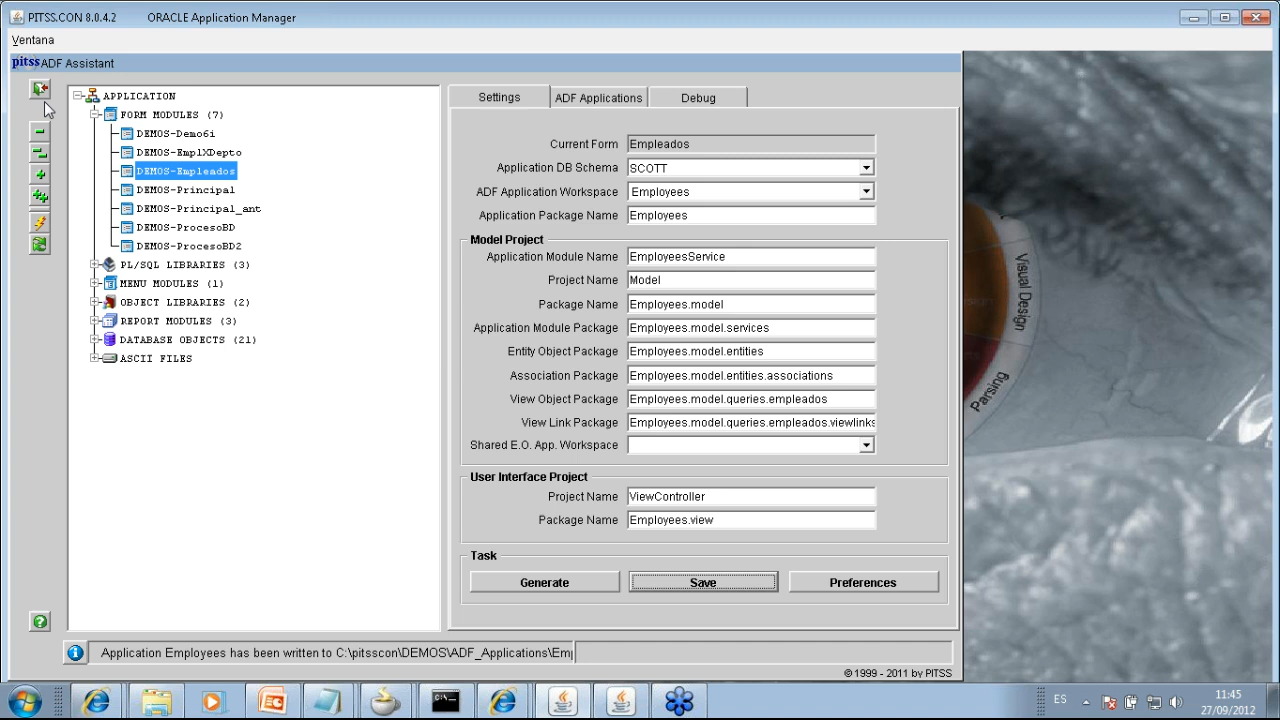 PITSS.CON 8.0.4.2 ORACLE Application Manager
Ventana
pitss ADF Assistant
APPLICATION
FORM MODULES (7)
DEMOS-Demo6i
DEMOS-EmplXDepto
DEMOS-Empleados
DEMOS-Principal
DEMOS-Principal_ant
DEMOS-ProcesoBD
DEMOS-ProcesoBD2
PL/SQL LIBRARIES (3)
MENU MODULES (1)
OBJECT LIBRARIES (2)
REPORT MODULES (3)
DATABASE OBJECTS (21)
ASCII FILES
Settings ADF Applications Debug
Current Form Empleados
Application DB Schema SCOTT
ADF Application Workspace Employees
Application Package Name Employees
Model Project
Application Module Name EmployeesService
Project Name Model
Package Name Employees.model
Application Module Package Employees.model.services
Entity Object Package Employees.model.entities
Association Package Employees.model.entities.associations
View Object Package Employees.model.queries.empleados
View Link Package Employees.model.queries.empleados.viewlinks
Shared E.O. App. Workspace
User Interface Project
Project Name ViewController
Package Name Employees.view
Task
Generate Save Preferences
Visual Design
Parsing
Application Employees has been written to C:\pitsscon\DEMOS\ADF_Applications\Emp
© 1999 - 2011 by PITSS
ES 11:45
27/09/2012